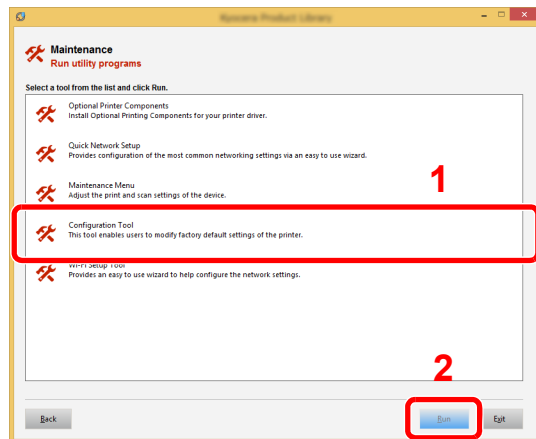 Kyocera Product Library
Maintenance
Run utility programs
Select a tool from the list and click Run.
Optional Printer Components
Install Optional Printing Components for your printer driver.
Quick Network Setup
Provides configuration of the most common networking settings via an easy to use wizard.
Maintenance Menu
Adjust the print and scan settings of the device.
1
Configuration Tool
This tool enables users to modify factory default settings of the printer.
Wi-Fi Setup Tool
Provides an easy to use wizard to help configure the network settings.
2
Back
Run
Exit